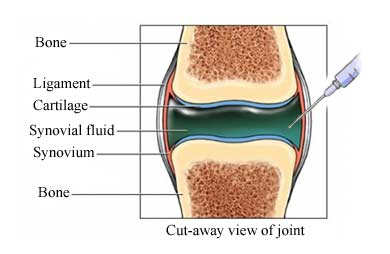 Bone
Ligament
Cartilage
Synovial fluid
Synovium
Bone
Cut-away view of joint